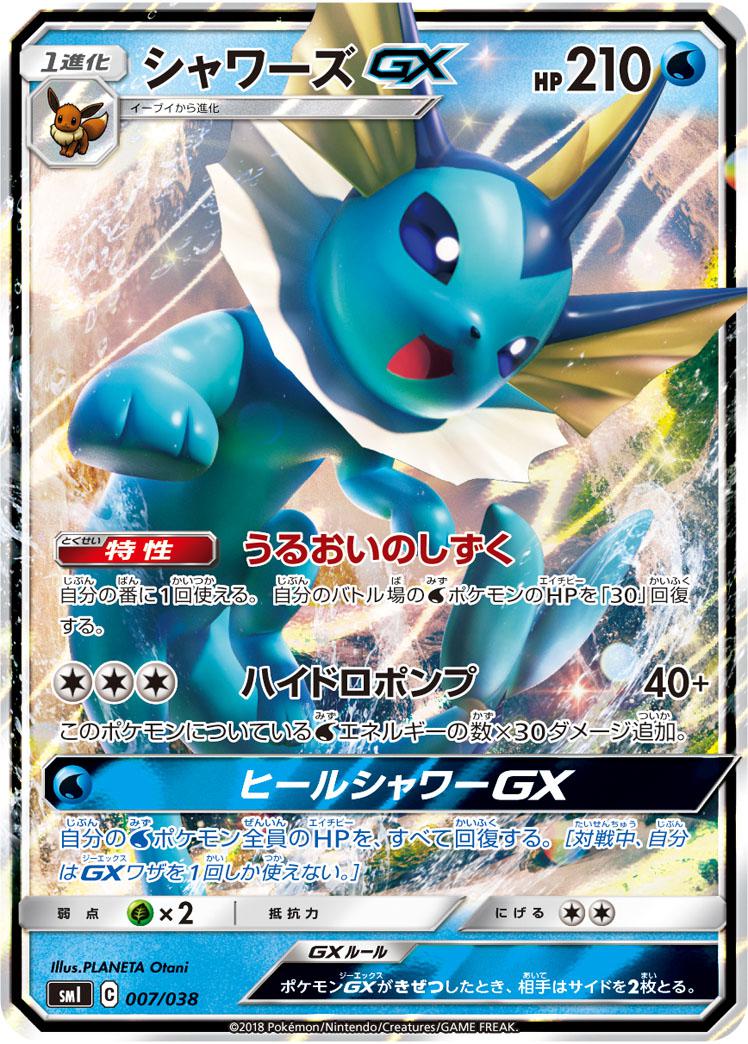 1進化 シャワーズGX HP210
イーブイから進化
とくせい
特性 うるおいのしずく
自分の番に1回使える。自分のバトル場のポケモンのHPを「30」回復
する。
ハイドロポンプ 40+
このポケモンについているエネルギーの数×30ダメージ追加。
ヒールシャワーGX
自分のポケモン全員のHPを、すべて回復する。[対戦中、自分
はGXワザを1回しか使えない。]
弱点 ×2 抵抗力 にげる
GXルール
ポケモンGXがきぜつしたとき、相手はサイドを2枚とる。
Illus.PLANETA Otani
smI C 007/038
©2018 Pokémon/Nintendo/Creatures/GAME FREAK.